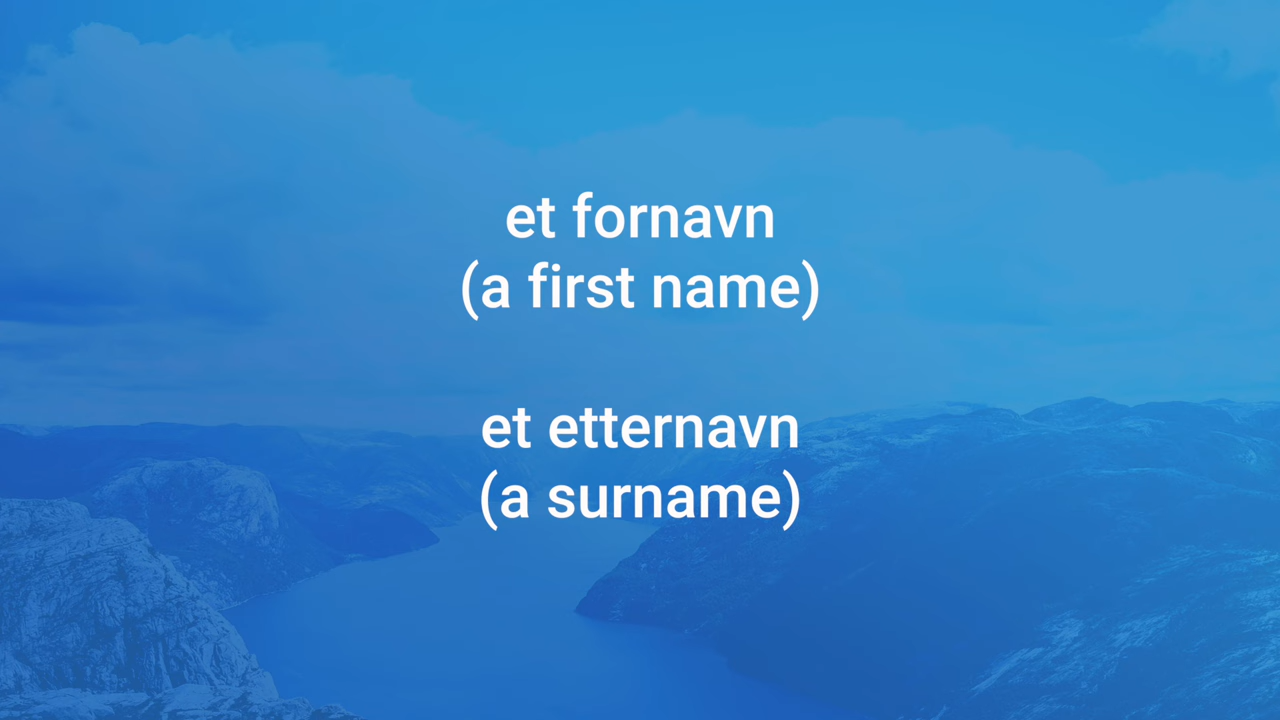 et fornavn
(a first name)
et etternavn
(a surname)